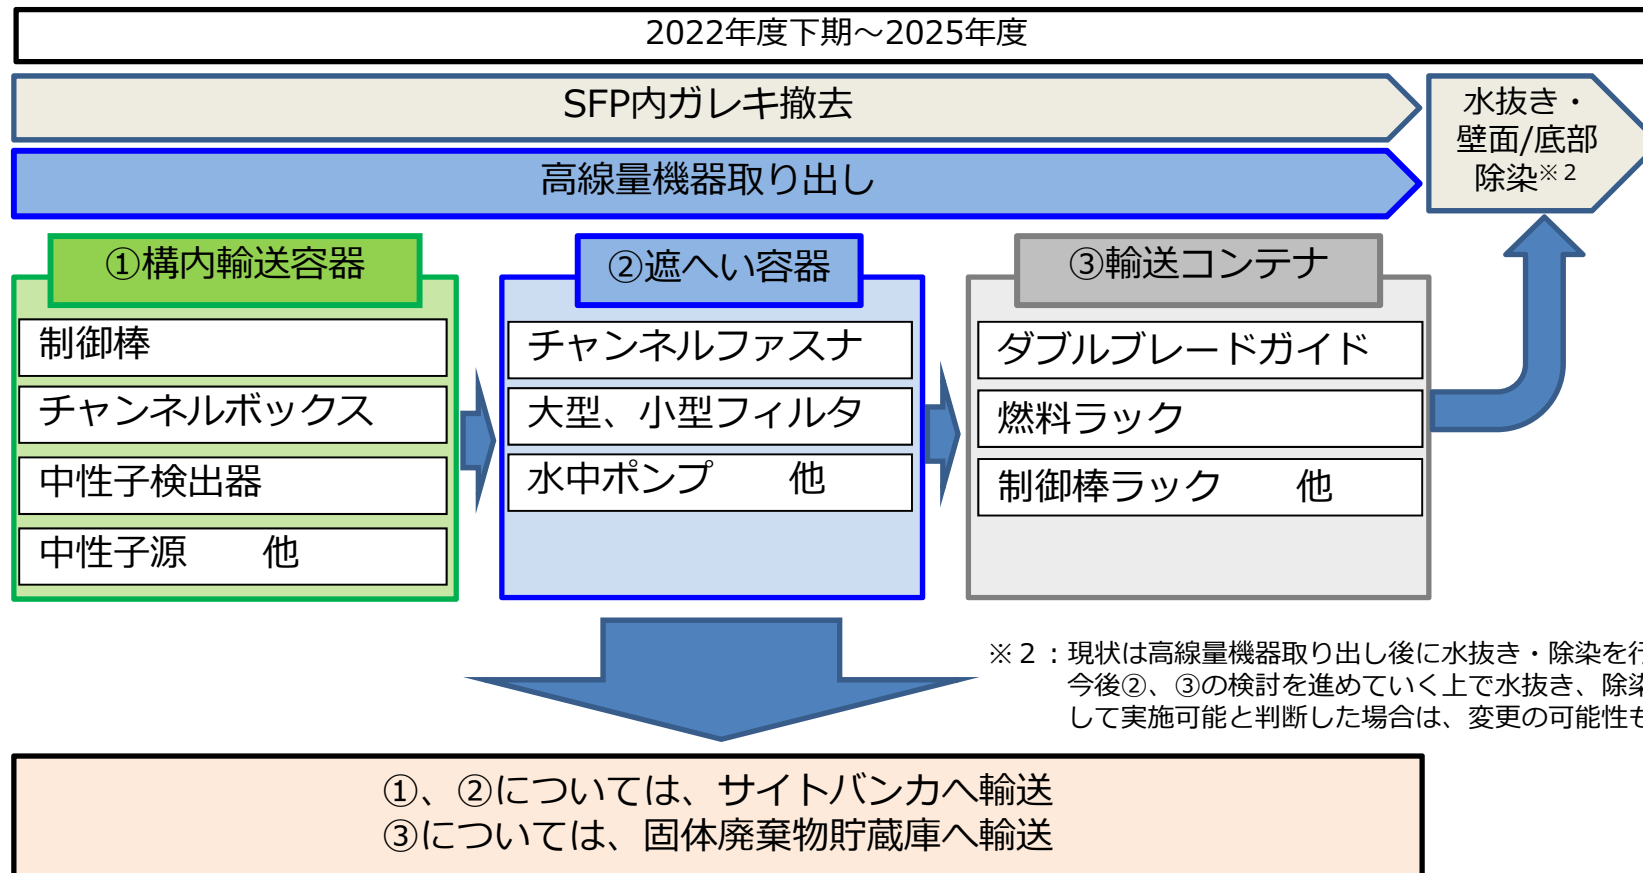 2022年度下期～2025年度
SFP内ガレキ撤去
高線量機器取り出し
水抜き・
壁面/底部
除染※２
①構内輸送容器
制御棒
チャンネルボックス
中性子検出器
中性子源　　他
②遮へい容器
チャンネルファスナ
大型、小型フィルタ
水中ポンプ　　他
③輸送コンテナ
ダブルブレードガイド
燃料ラック
制御棒ラック　　他
※２：現状は高線量機器取り出し後に水抜き・除染を行
今後②、③の検討を進めていく上で水抜き、除染
して実施可能と判断した場合は、変更の可能性も
①、②については、サイトバンカへ輸送
③については、固体廃棄物貯蔵庫へ輸送